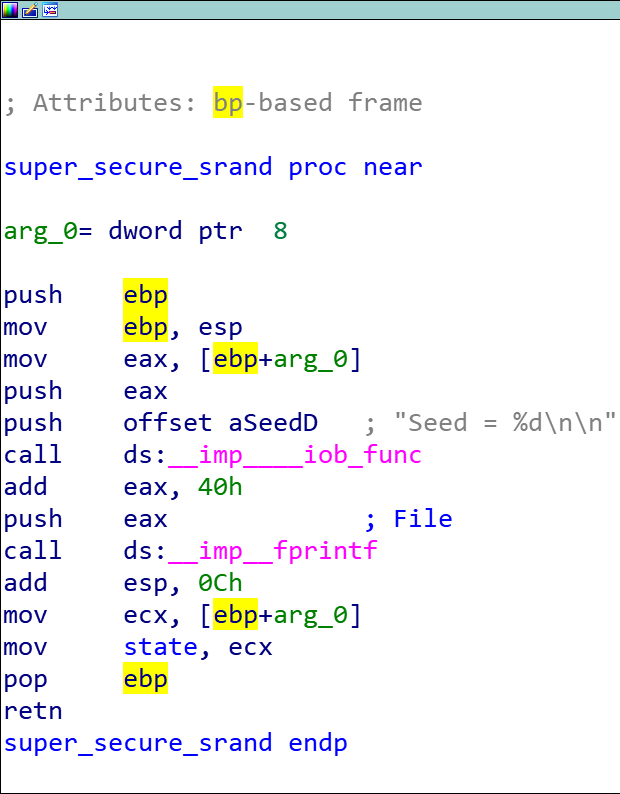 ; Attributes: bp-based frame
super_secure_srand proc near
arg_0= dword ptr  8
push    ebp
mov     ebp, esp
mov     eax, [ebp+arg_0]
push    eax
push    offset aSeedD   ; "Seed = %d\n\n"
call    ds:__imp____iob_func
add     eax, 40h
push    eax             ; File
call    ds:__imp__fprintf
add     esp, 0Ch
mov     ecx, [ebp+arg_0]
mov     state, ecx
pop     ebp
retn
super_secure_srand endp